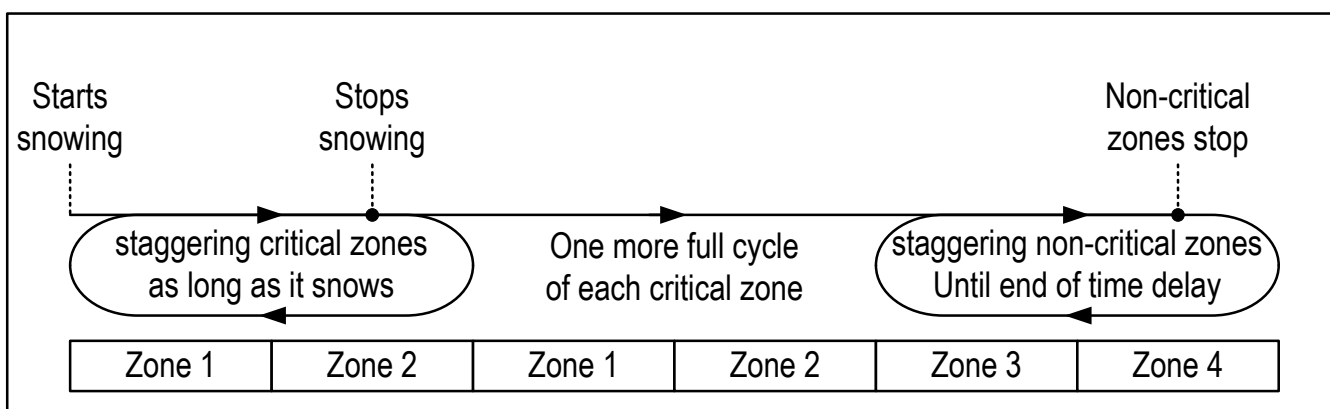 Starts
snowing
Stops
snowing
Non-critical
zones stop
staggering critical zones
as long as it snows
One more full cycle
of each critical zone
staggering non-critical zones
Until end of time delay
Zone 1
Zone 2
Zone 1
Zone 2
Zone 3
Zone 4